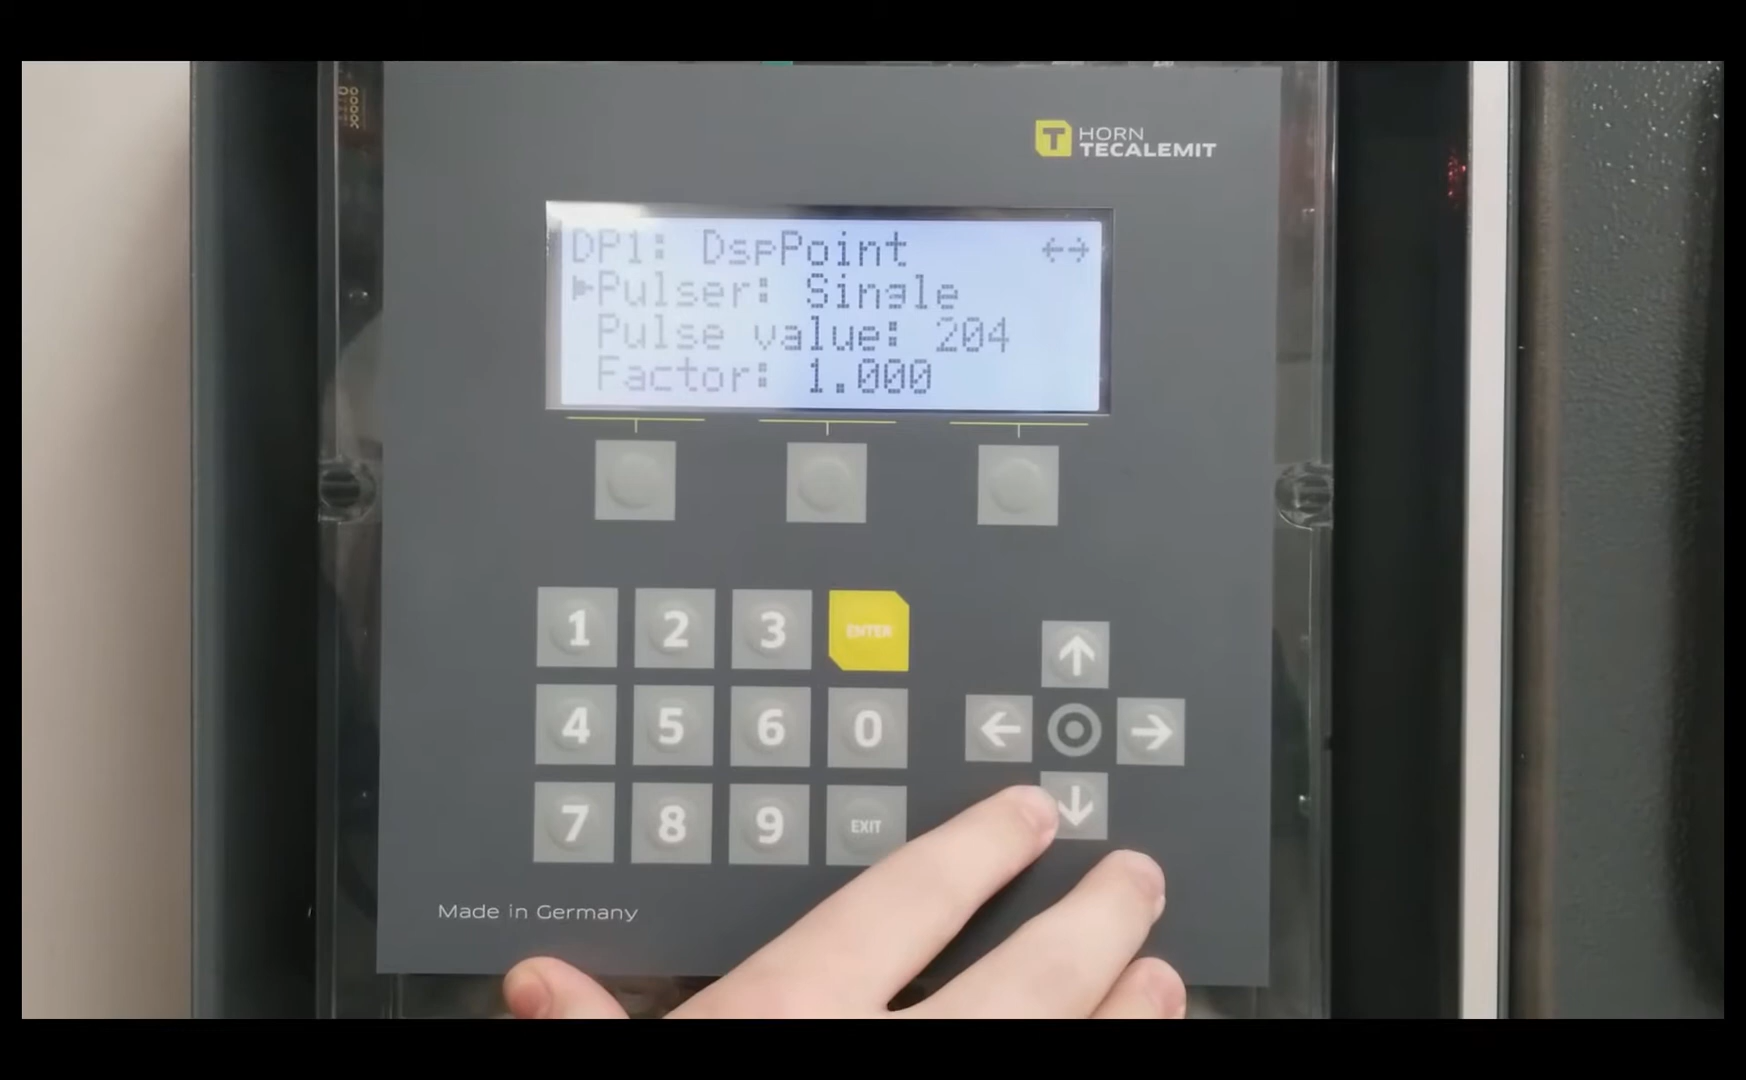 HORN
TECALEMIT
DP1: DspPoint ←→
▶Pulser: Single
Pulse value: 204
Factor: 1.000
1 2 3 ENTER
4 5 6 0
7 8 9 EXIT
↑
← →
↓
Made in Germany